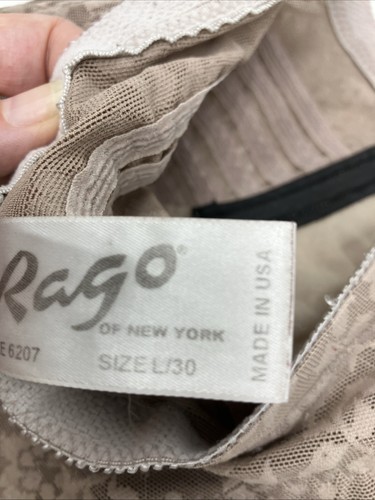 Rago®
OF NEW YORK
E 6207
SIZE L/30
MADE IN USA